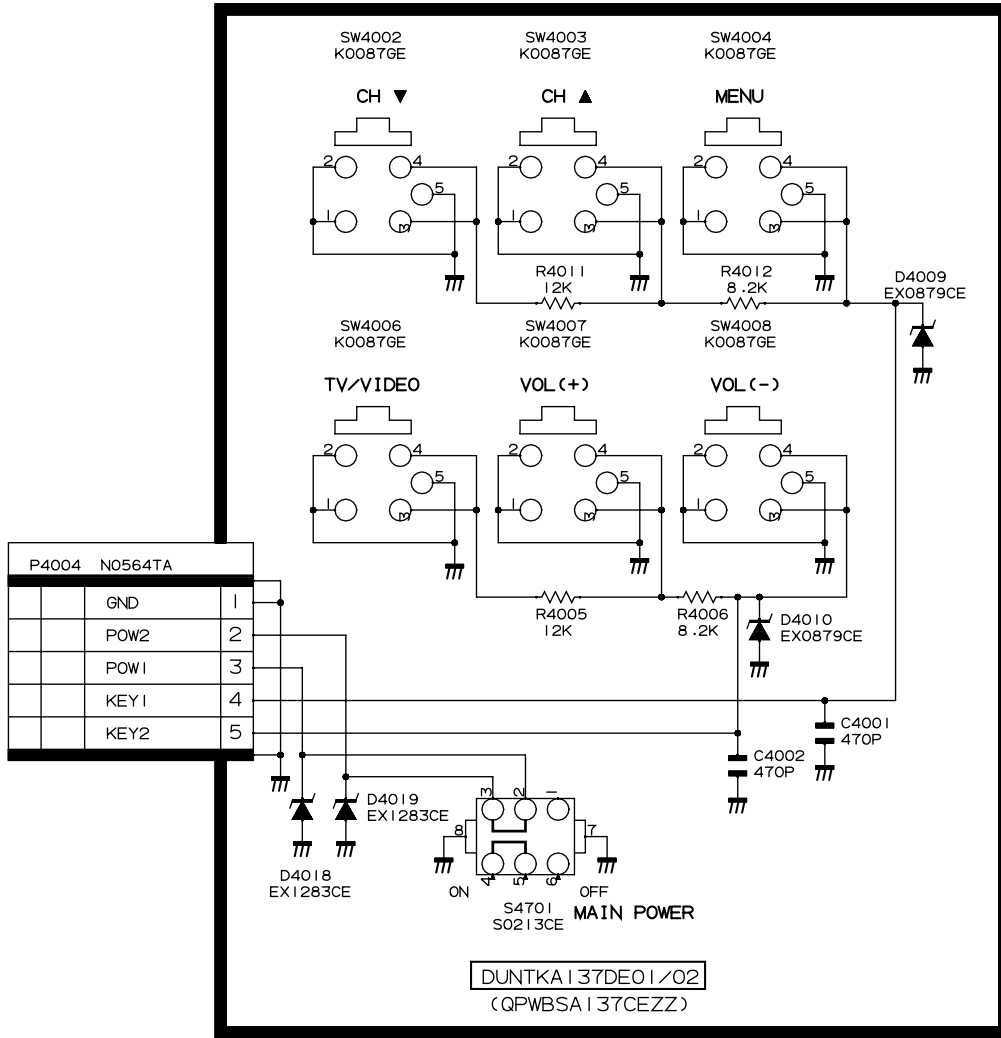 SW4002 SW4003 SW4004
K0087GE K0087GE K0087GE
CH ▼ CH ▲ MENU
2 4 2 4 2 4
5 5 5
1 3 1 3 1 3
R4011 R4012 D4009
12K 8.2K EX0879CE
SW4006 SW4007 SW4008
K0087GE K0087GE K0087GE
TV/VIDEO VOL(+) VOL(-)
2 4 2 4 2 4
5 5 5
1 3 1 3 1 3
P4004 N0564TA
GND 1
POW2 2
POW1 3
KEY1 4
KEY2 5
R4005 R4006 D4010
12K 8.2K EX0879CE
C4001
470P
C4002
470P
D4019
EX1283CE
D4018
EX1283CE
3 2 1
8 7
4 5 6
ON OFF
S4701
S0213CE
MAIN POWER
DUNTKA137DE01/02
(QPWBSA137CEZZ)